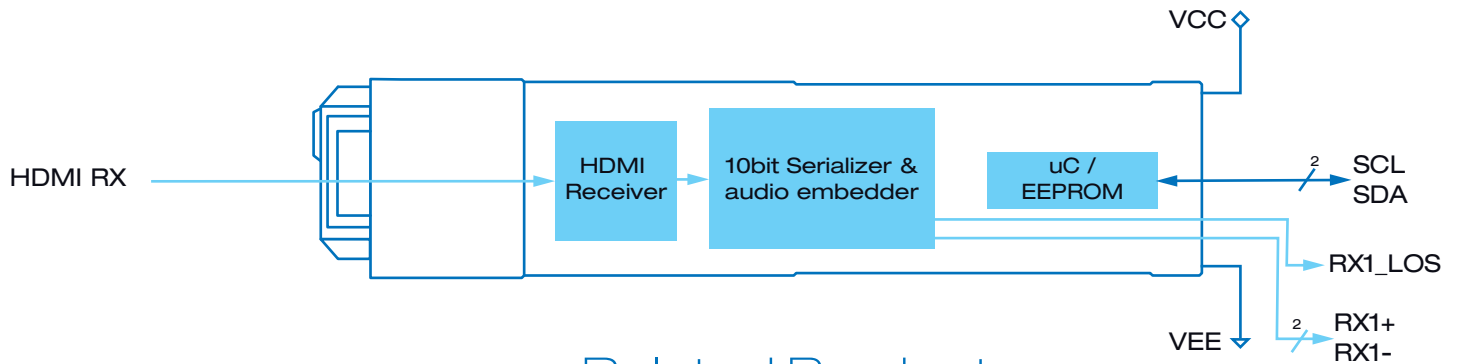 VCC
HDMI RX
HDMI
Receiver
10bit Serializer &
audio embedder
uC /
EEPROM
2
SCL
SDA
RX1_LOS
VEE
2
RX1+
RX1-